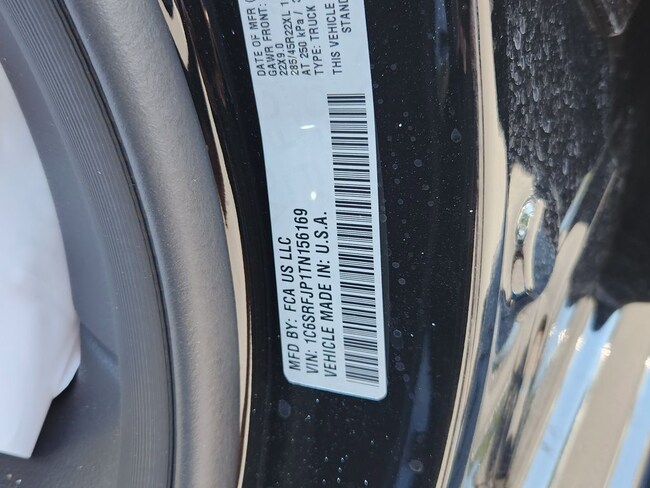 DATE OF MFR
GAWR FRONT:
22X9.0
285/45R22XL
AT 250 kPa /
TYPE: TRUCK
THIS VEHICLE
STAND
MFD BY: FCA US LLC
VIN: 1C6SRFJP1TN156169
VEHICLE MADE IN: U.S.A.